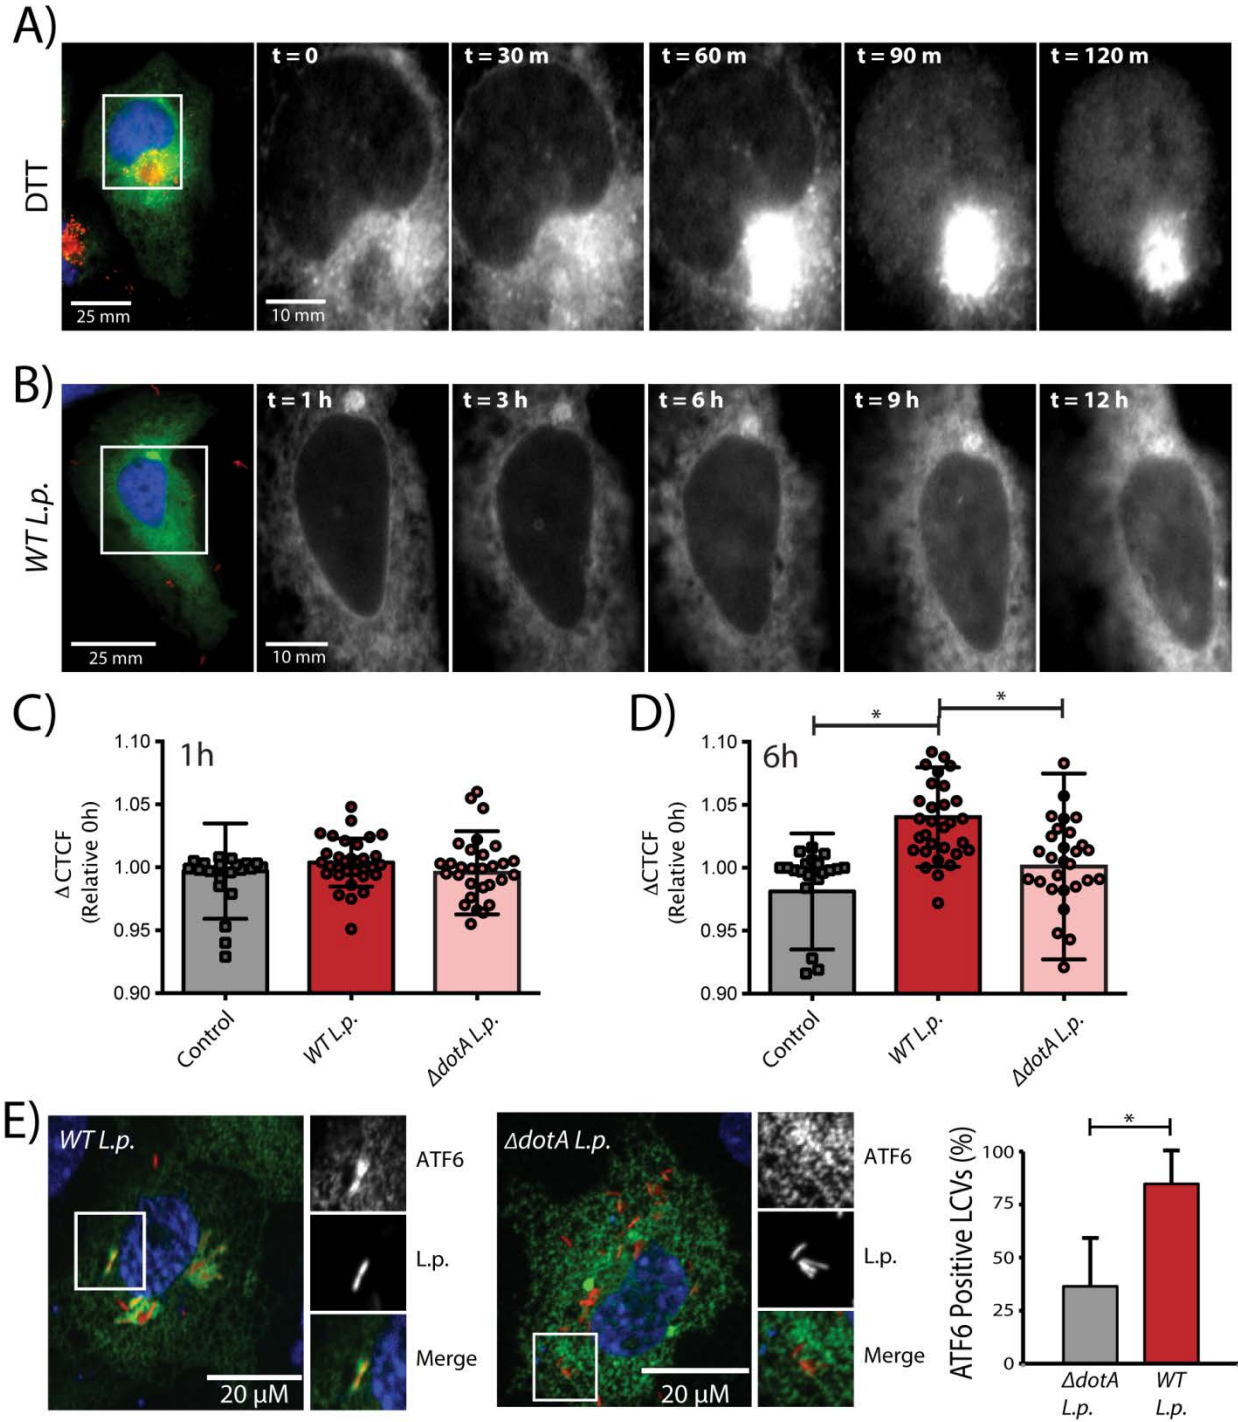 A)
DTT
t = 0
t = 30 m
t = 60 m
t = 90 m
t = 120 m
25 mm
10 mm
B)
WT L.p.
t = 1 h
t = 3 h
t = 6 h
t = 9 h
t = 12 h
25 mm
10 mm
C)
1h
Δ CTCF
(Relative 0h)
1.10
1.05
1.00
0.95
0.90
Control
WT L.p.
ΔdotA L.p.
D)
6h
*
*
ΔCTCF
(Relative 0h)
1.10
1.05
1.00
0.95
0.90
Control
WT L.p.
ΔdotA L.p.
E)
WT L.p.
20 µM
ATF6
L.p.
Merge
ΔdotA L.p.
20 µM
ATF6
L.p.
Merge
ATF6 Positive LCVs (%)
*
100
75
50
25
0
ΔdotA
L.p.
WT
L.p.